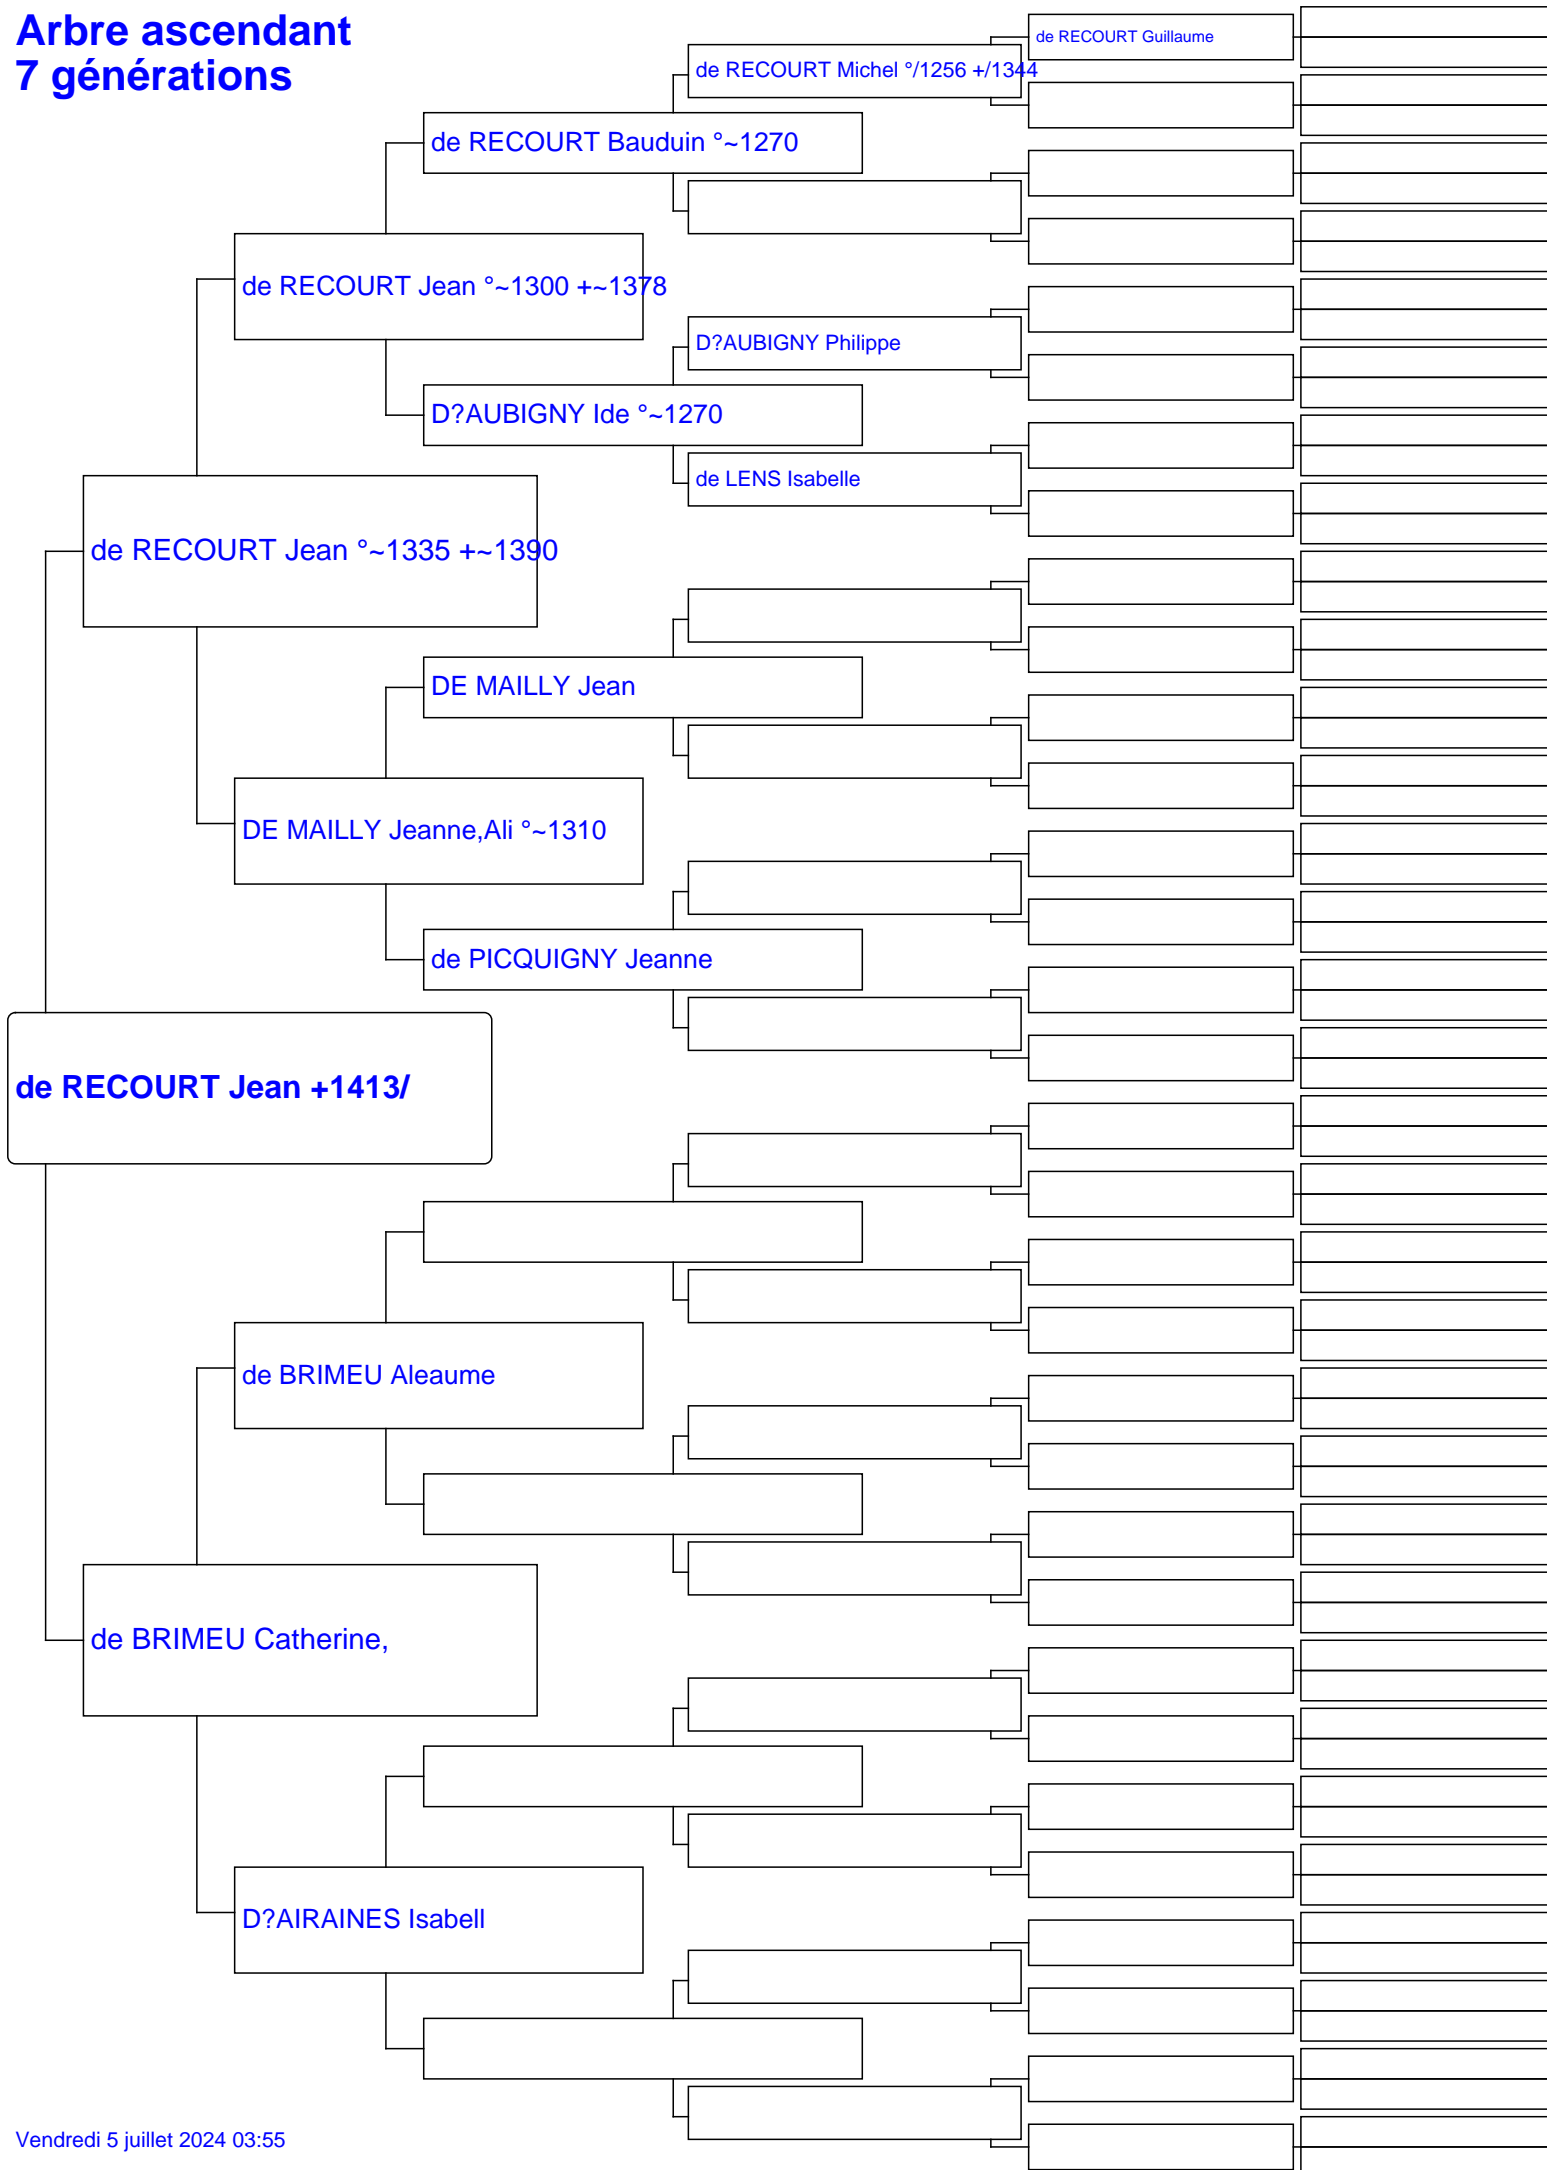 Arbre ascendant
7 générations
de RECOURT Guillaume
de RECOURT Michel °/1256 +/1344
de RECOURT Bauduin °~1270
de RECOURT Jean °~1300 +~1378
D?AUBIGNY Philippe
D?AUBIGNY Ide °~1270
de LENS Isabelle
de RECOURT Jean °~1335 +~1390
DE MAILLY Jean
DE MAILLY Jeanne,Ali °~1310
de PICQUIGNY Jeanne
de RECOURT Jean +1413/
de BRIMEU Aleaume
de BRIMEU Catherine,
D?AIRAINES Isabell
Vendredi 5 juillet 2024 03:55